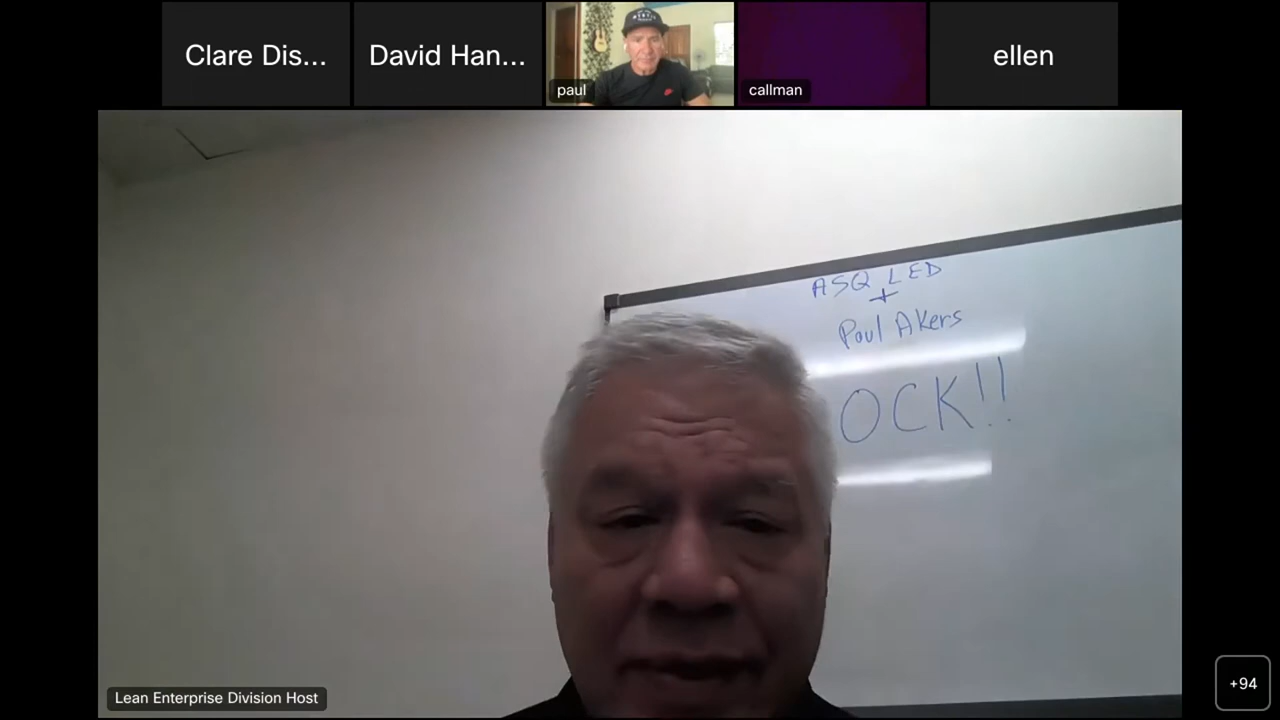 Clare Dis...
David Han...
paul
callman
ellen
ASQ LED
+
Paul Akers
OCK!!
Lean Enterprise Division Host
+94